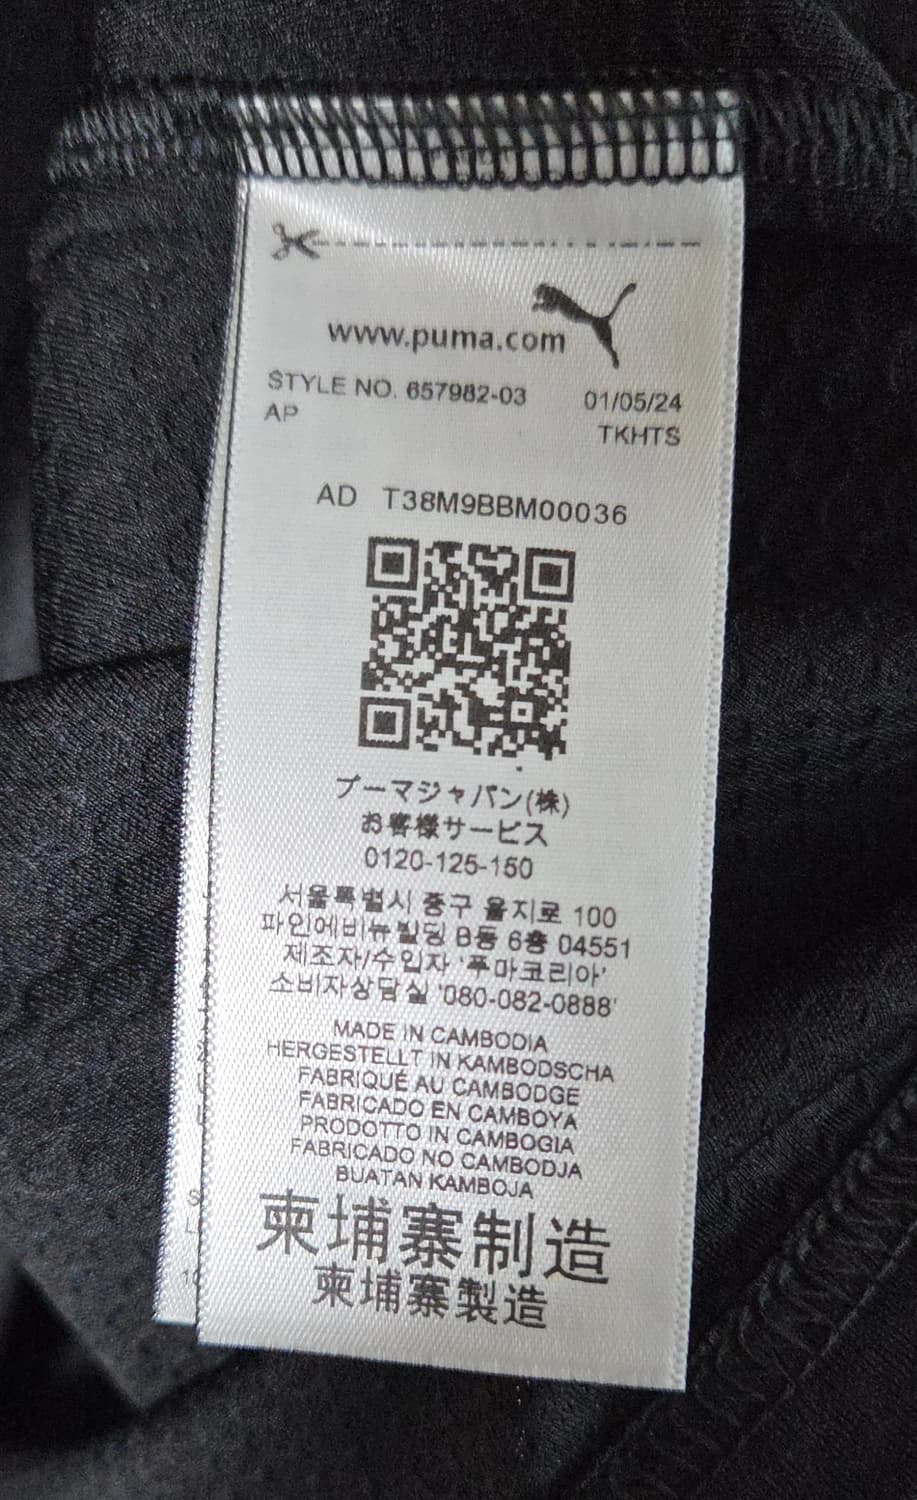 www.puma.com
STYLE NO. 657982-03 01/05/24
AP TKHTS
AD T38M9BBM00036
プーマジャパン(株)
お客様サービス
0120-125-150
서울특별시 중구 을지로 100
파인에비뉴빌딩 B동 6층 04551
제조자/수입자 '푸마코리아'
소비자상담실 '080-082-0888'
MADE IN CAMBODIA
HERGESTELLT IN KAMBODSCHA
FABRIQUÉ AU CAMBODGE
FABRICADO EN CAMBOYA
PRODOTTO IN CAMBOGIA
FABRICADO NO CAMBODJA
BUATAN KAMBOJA
柬埔寨制造
柬埔寨製造